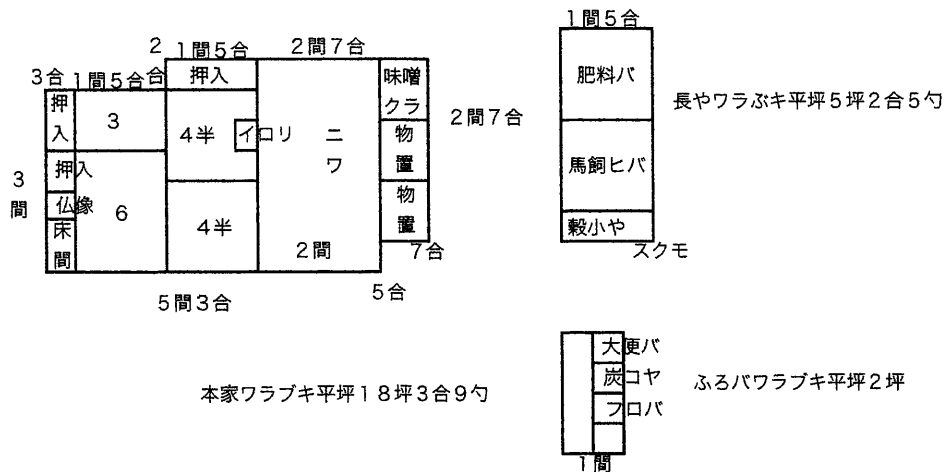 1間5合
2
1間5合
2間7合
3合
1間5合
合
押入
味噌
クラ
肥料バ
長やワラぶキ平坪5坪2合5勺
押
入
3
4半
イロリ
ニ
ワ
物
置
2間7合
3
間
押入
仏像
床
間
6
4半
2間
物
置
7合
馬飼ヒバ
穀小や
スクモ
5間3合
5合
本家ワラブキ平坪18坪3合9勺
大便バ
炭コヤ
フロバ
1間
ふろバワラブキ平坪2坪